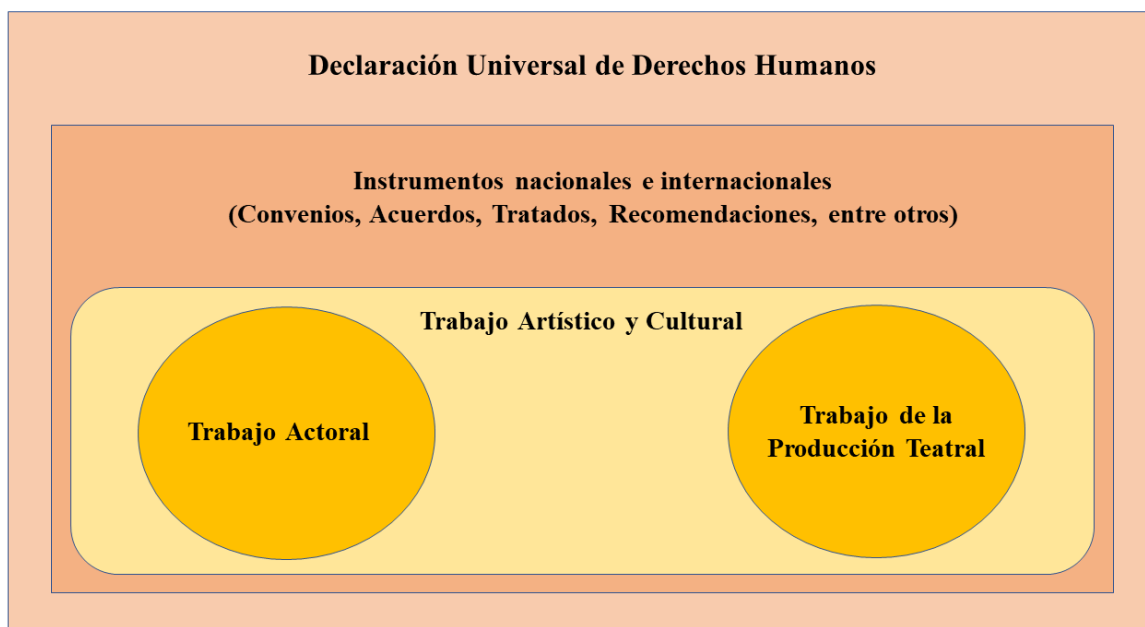 Declaración Universal de Derechos Humanos
Instrumentos nacionales e internacionales
(Convenios, Acuerdos, Tratados, Recomendaciones, entre otros)
Trabajo Artístico y Cultural
Trabajo Actoral
Trabajo de la
Producción Teatral